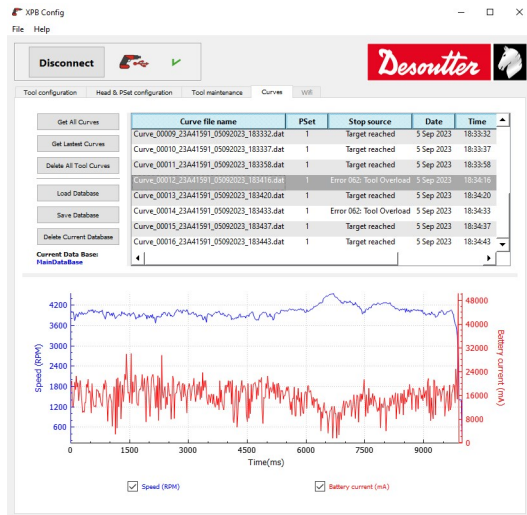 XPB Config
File Help
Disconnect
Desoutter
Tool configuration Head & PSet configuration Tool maintenance Curves Wifi
Get All Curves
Get Lastest Curves
Delete All Tool Curves
Load Database
Save Database
Delete Current Database
Current Data Base:
MainDataBase
Curve file name PSet Stop source Date Time
Curve_00009_23A41591_05092023_183332.dat 1 Target reached 5 Sep 2023 18:33:32
Curve_00010_23A41591_05092023_183337.dat 1 Target reached 5 Sep 2023 18:33:37
Curve_00011_23A41591_05092023_183358.dat 1 Target reached 5 Sep 2023 18:33:58
Curve_00012_23A41591_05092023_183416.dat 1 Error 062: Tool Overload 5 Sep 2023 18:34:16
Curve_00013_23A41591_05092023_183420.dat 1 Target reached 5 Sep 2023 18:34:20
Curve_00014_23A41591_05092023_183433.dat 1 Error 062: Tool Overload 5 Sep 2023 18:34:33
Curve_00015_23A41591_05092023_183437.dat 1 Target reached 5 Sep 2023 18:34:37
Curve_00016_23A41591_05092023_183443.dat 1 Target reached 5 Sep 2023 18:34:43
Speed (RPM)
4200
3600
3000
2400
1800
1200
600
48000
40000
32000
24000
16000
8000
0
Battery current (mA)
0 1500 3000 4500 6000 7500 9000
Time(ms)
Speed (RPM) Battery current (mA)